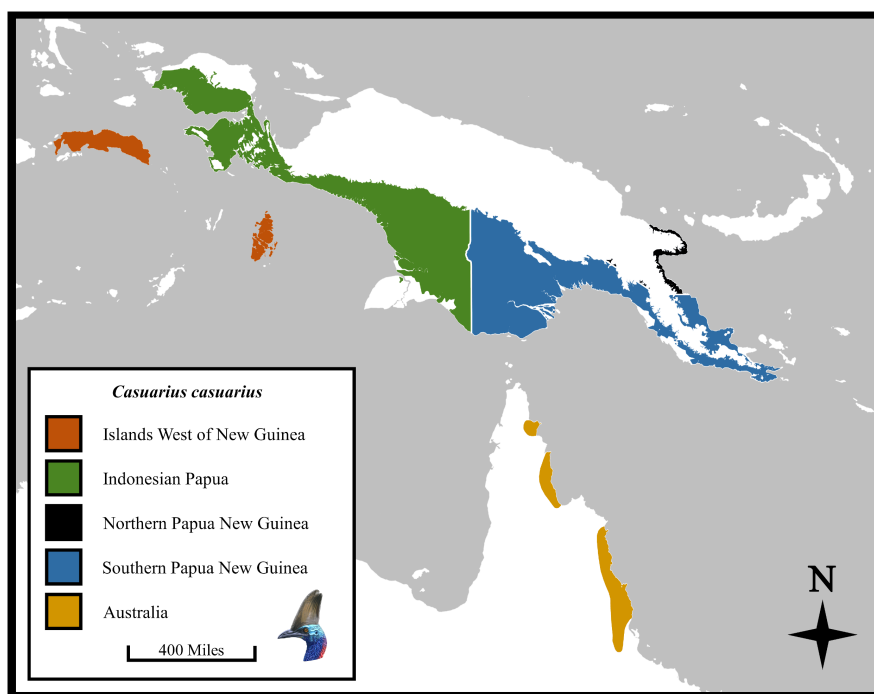 Casuarius casuarius
Islands West of New Guinea
Indonesian Papua
Northern Papua New Guinea
Southern Papua New Guinea
Australia
400 Miles
N